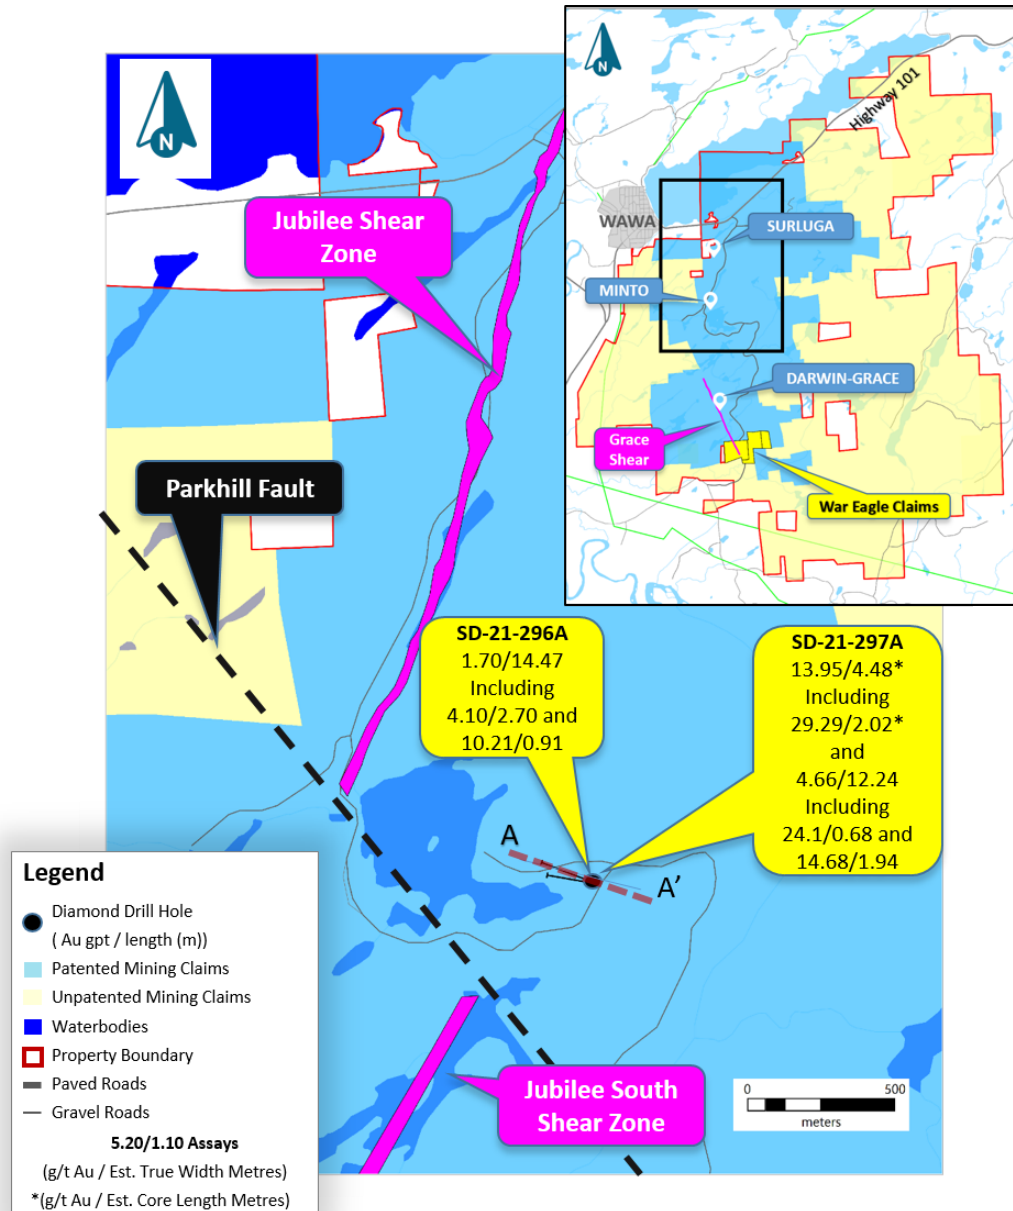 N
Jubilee Shear
Zone
Parkhill Fault
N
Highway 101
WAWA
SURLUGA
MINTO
DARWIN-GRACE
Grace
Shear
War Eagle Claims
SD-21-296A
1.70/14.47
Including
4.10/2.70 and
10.21/0.91
SD-21-297A
13.95/4.48*
Including
29.29/2.02*
and
4.66/12.24
Including
24.1/0.68 and
14.68/1.94
A
A’
Jubilee South
Shear Zone
0 500
meters
Legend
Diamond Drill Hole
( Au gpt / length (m))
Patented Mining Claims
Unpatented Mining Claims
Waterbodies
Property Boundary
Paved Roads
Gravel Roads
5.20/1.10 Assays
(g/t Au / Est. True Width Metres)
*(g/t Au / Est. Core Length Metres)